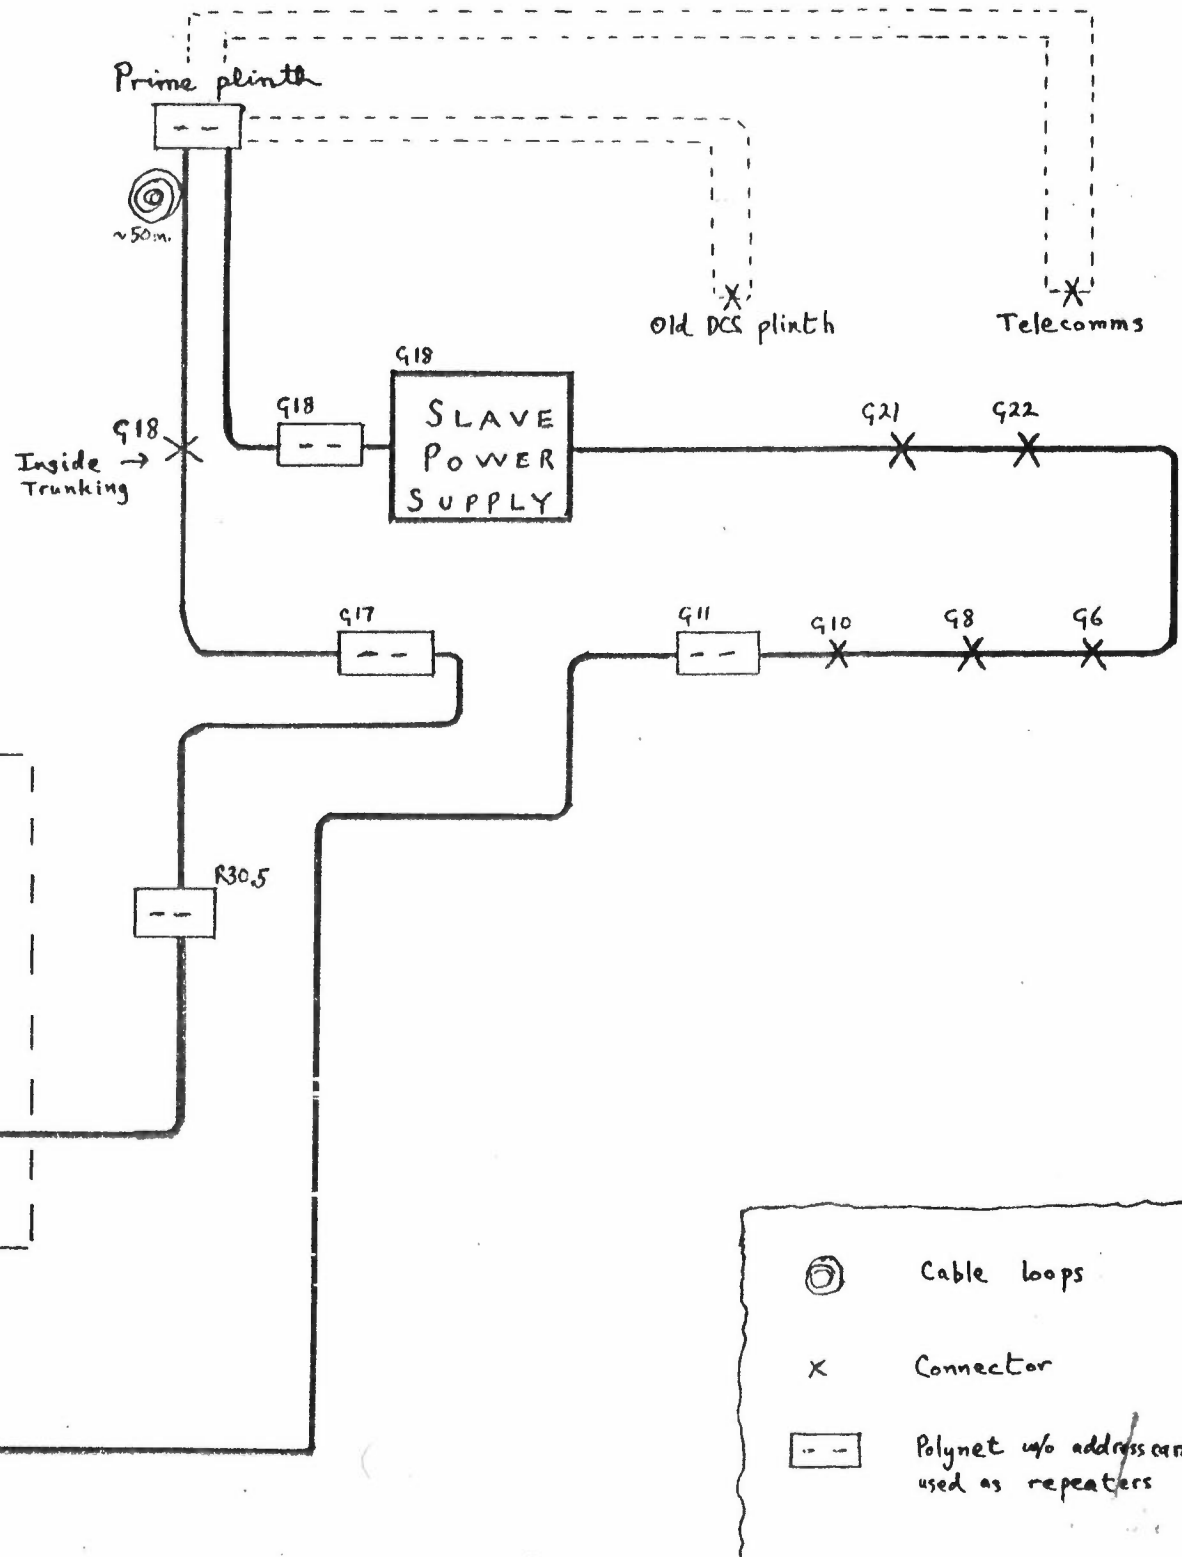 Prime plinth
~50m.
Old DCS plinth
Telecomms
G18
G18
SLAVE
POWER
SUPPLY
G21
G22
G18
Inside →
Trunking
G17
G11
G10
G8
G6
R30.5
Cable loops
Connector
Polynet w/o address car
used as repeaters